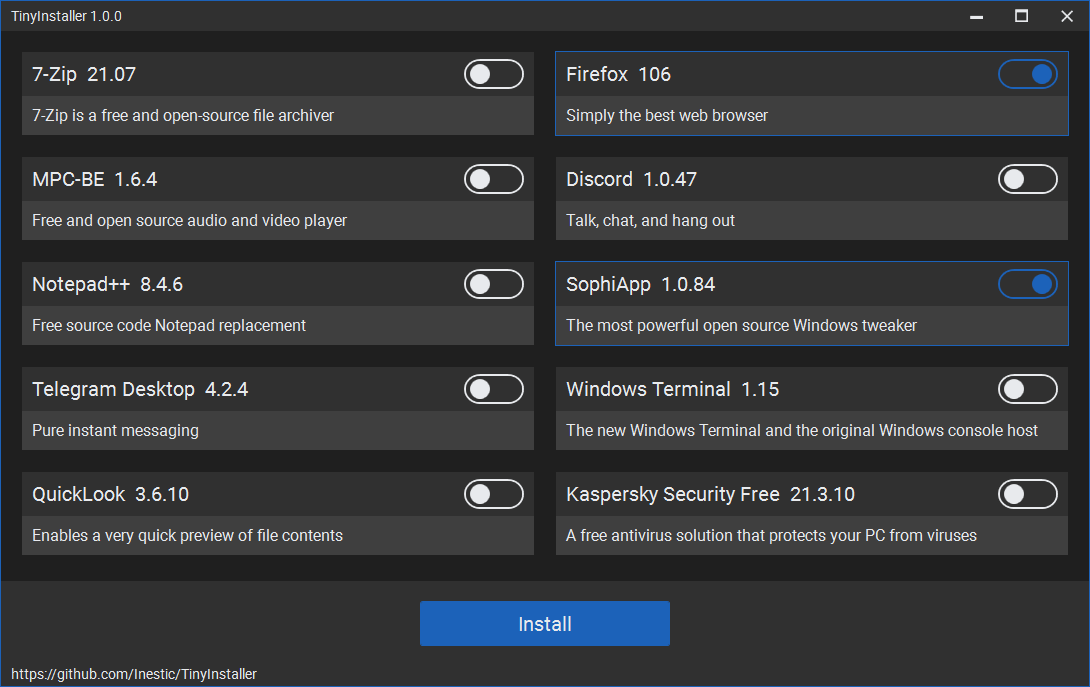 TinyInstaller 1.0.0
7-Zip 21.07
7-Zip is a free and open-source file archiver
Firefox 106
Simply the best web browser
MPC-BE 1.6.4
Free and open source audio and video player
Discord 1.0.47
Talk, chat, and hang out
Notepad++ 8.4.6
Free source code Notepad replacement
SophiApp 1.0.84
The most powerful open source Windows tweaker
Telegram Desktop 4.2.4
Pure instant messaging
Windows Terminal 1.15
The new Windows Terminal and the original Windows console host
QuickLook 3.6.10
Enables a very quick preview of file contents
Kaspersky Security Free 21.3.10
A free antivirus solution that protects your PC from viruses
Install
https://github.com/Inestic/TinyInstaller